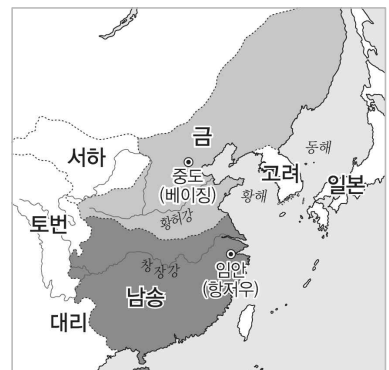 금
서하
중도
(베이징)
고려
동해
일본
황해
황허강
토번
창장강
임안
(항저우)
남송
대리